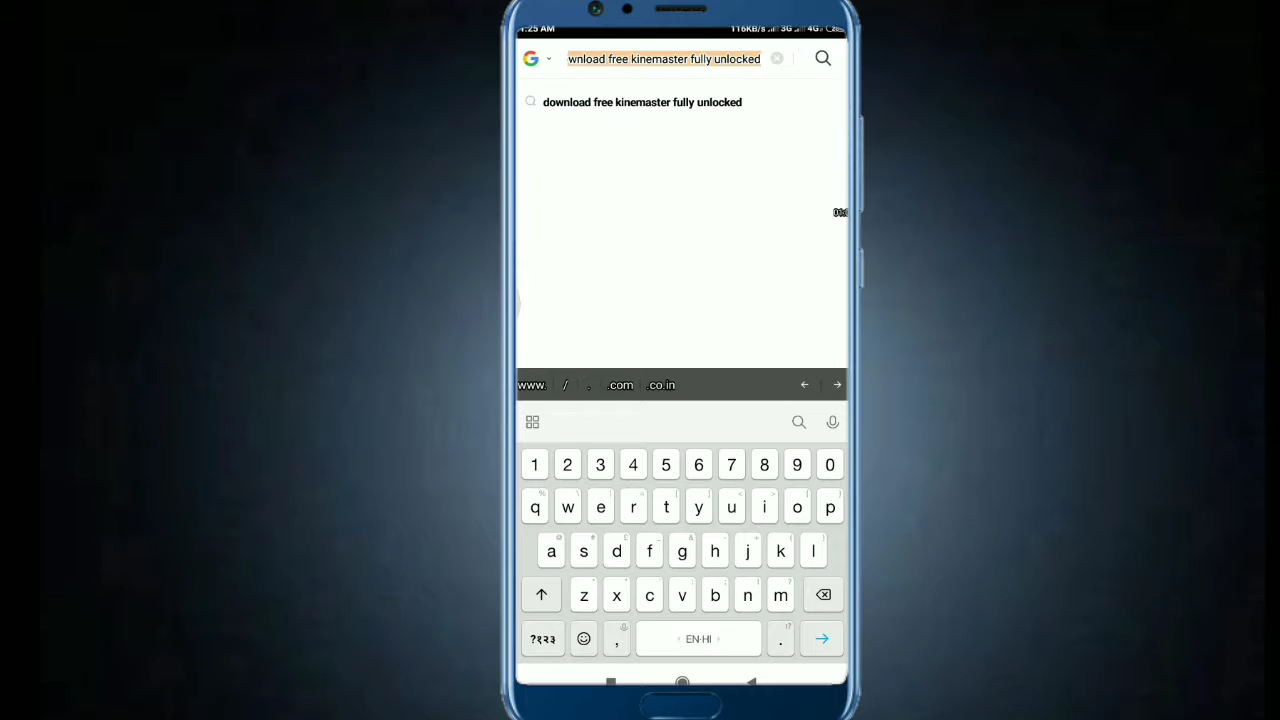 1:25 AM 116KB/s 3G 4G
wnload free kinemaster fully unlocked
download free kinemaster fully unlocked
www. / . .com .co.in
1 2 3 4 5 6 7 8 9 0
q w e r t y u i o p
a s d f g h j k l
z x c v b n m
?१२३ , EN-HI .